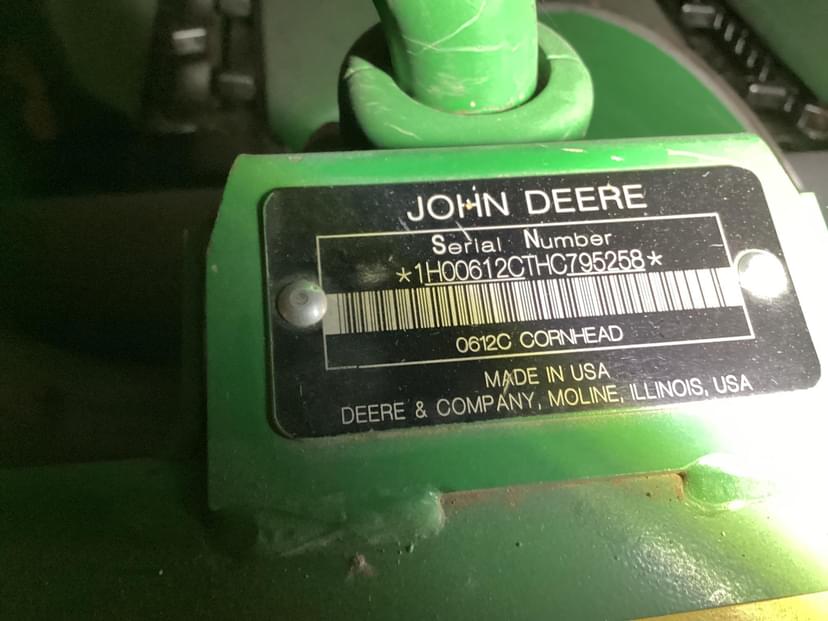 JOHN DEERE
Serial Number
*1H00612CTHC795258*
0612C CORNHEAD
MADE IN USA
DEERE & COMPANY, MOLINE, ILLINOIS, USA